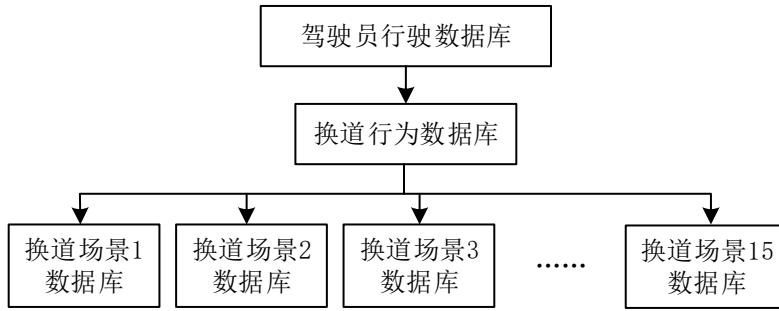 驾驶员行驶数据库
换道行为数据库
换道场景1
数据库
换道场景2
数据库
换道场景3
数据库
......
换道场景15
数据库